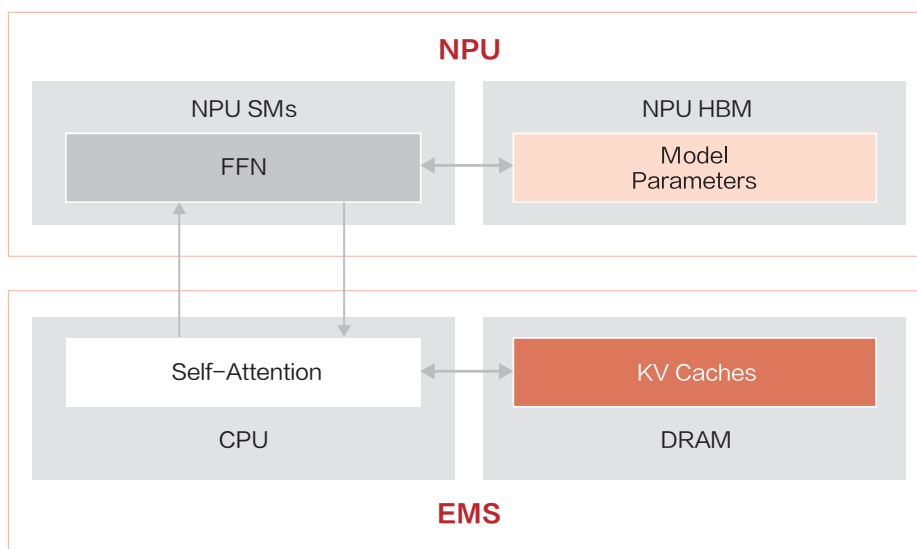 NPU
NPU SMs
NPU HBM
FFN
Model
Parameters
Self-Attention
KV Caches
CPU
DRAM
EMS